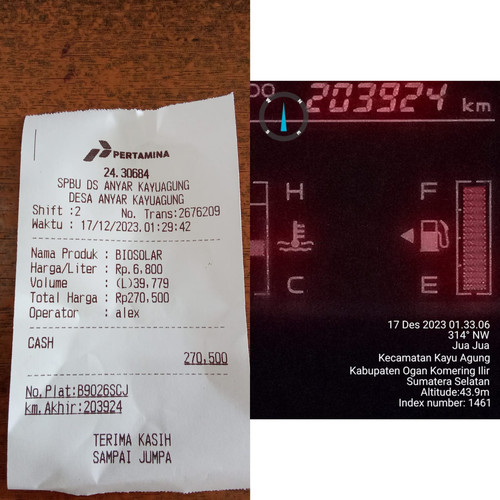 PERTAMINA
24.30684
SPBU DS ANYAR KAYUAGUNG
DESA ANYAR KAYUAGUNG
Shift :2 No. Trans:2676209
Waktu : 17/12/2023.01:29:42
Nama Produk : BIOSOLAR
Harga/Liter : Rp.6,800
Volume : (L)39,779
Total Harga : Rp270,500
Operator : alex
CASH
270,500
No.Plat:B9026SCJ
km.Akhir:203924
TERIMA KASIH
SAMPAI JUMPA
203924 km
H
C
F
E
17 Des 2023 01.33.06
314° NW
Jua Jua
Kecamatan Kayu Agung
Kabupaten Ogan Komering Ilir
Sumatera Selatan
Altitude:43.9m
Index number: 1461